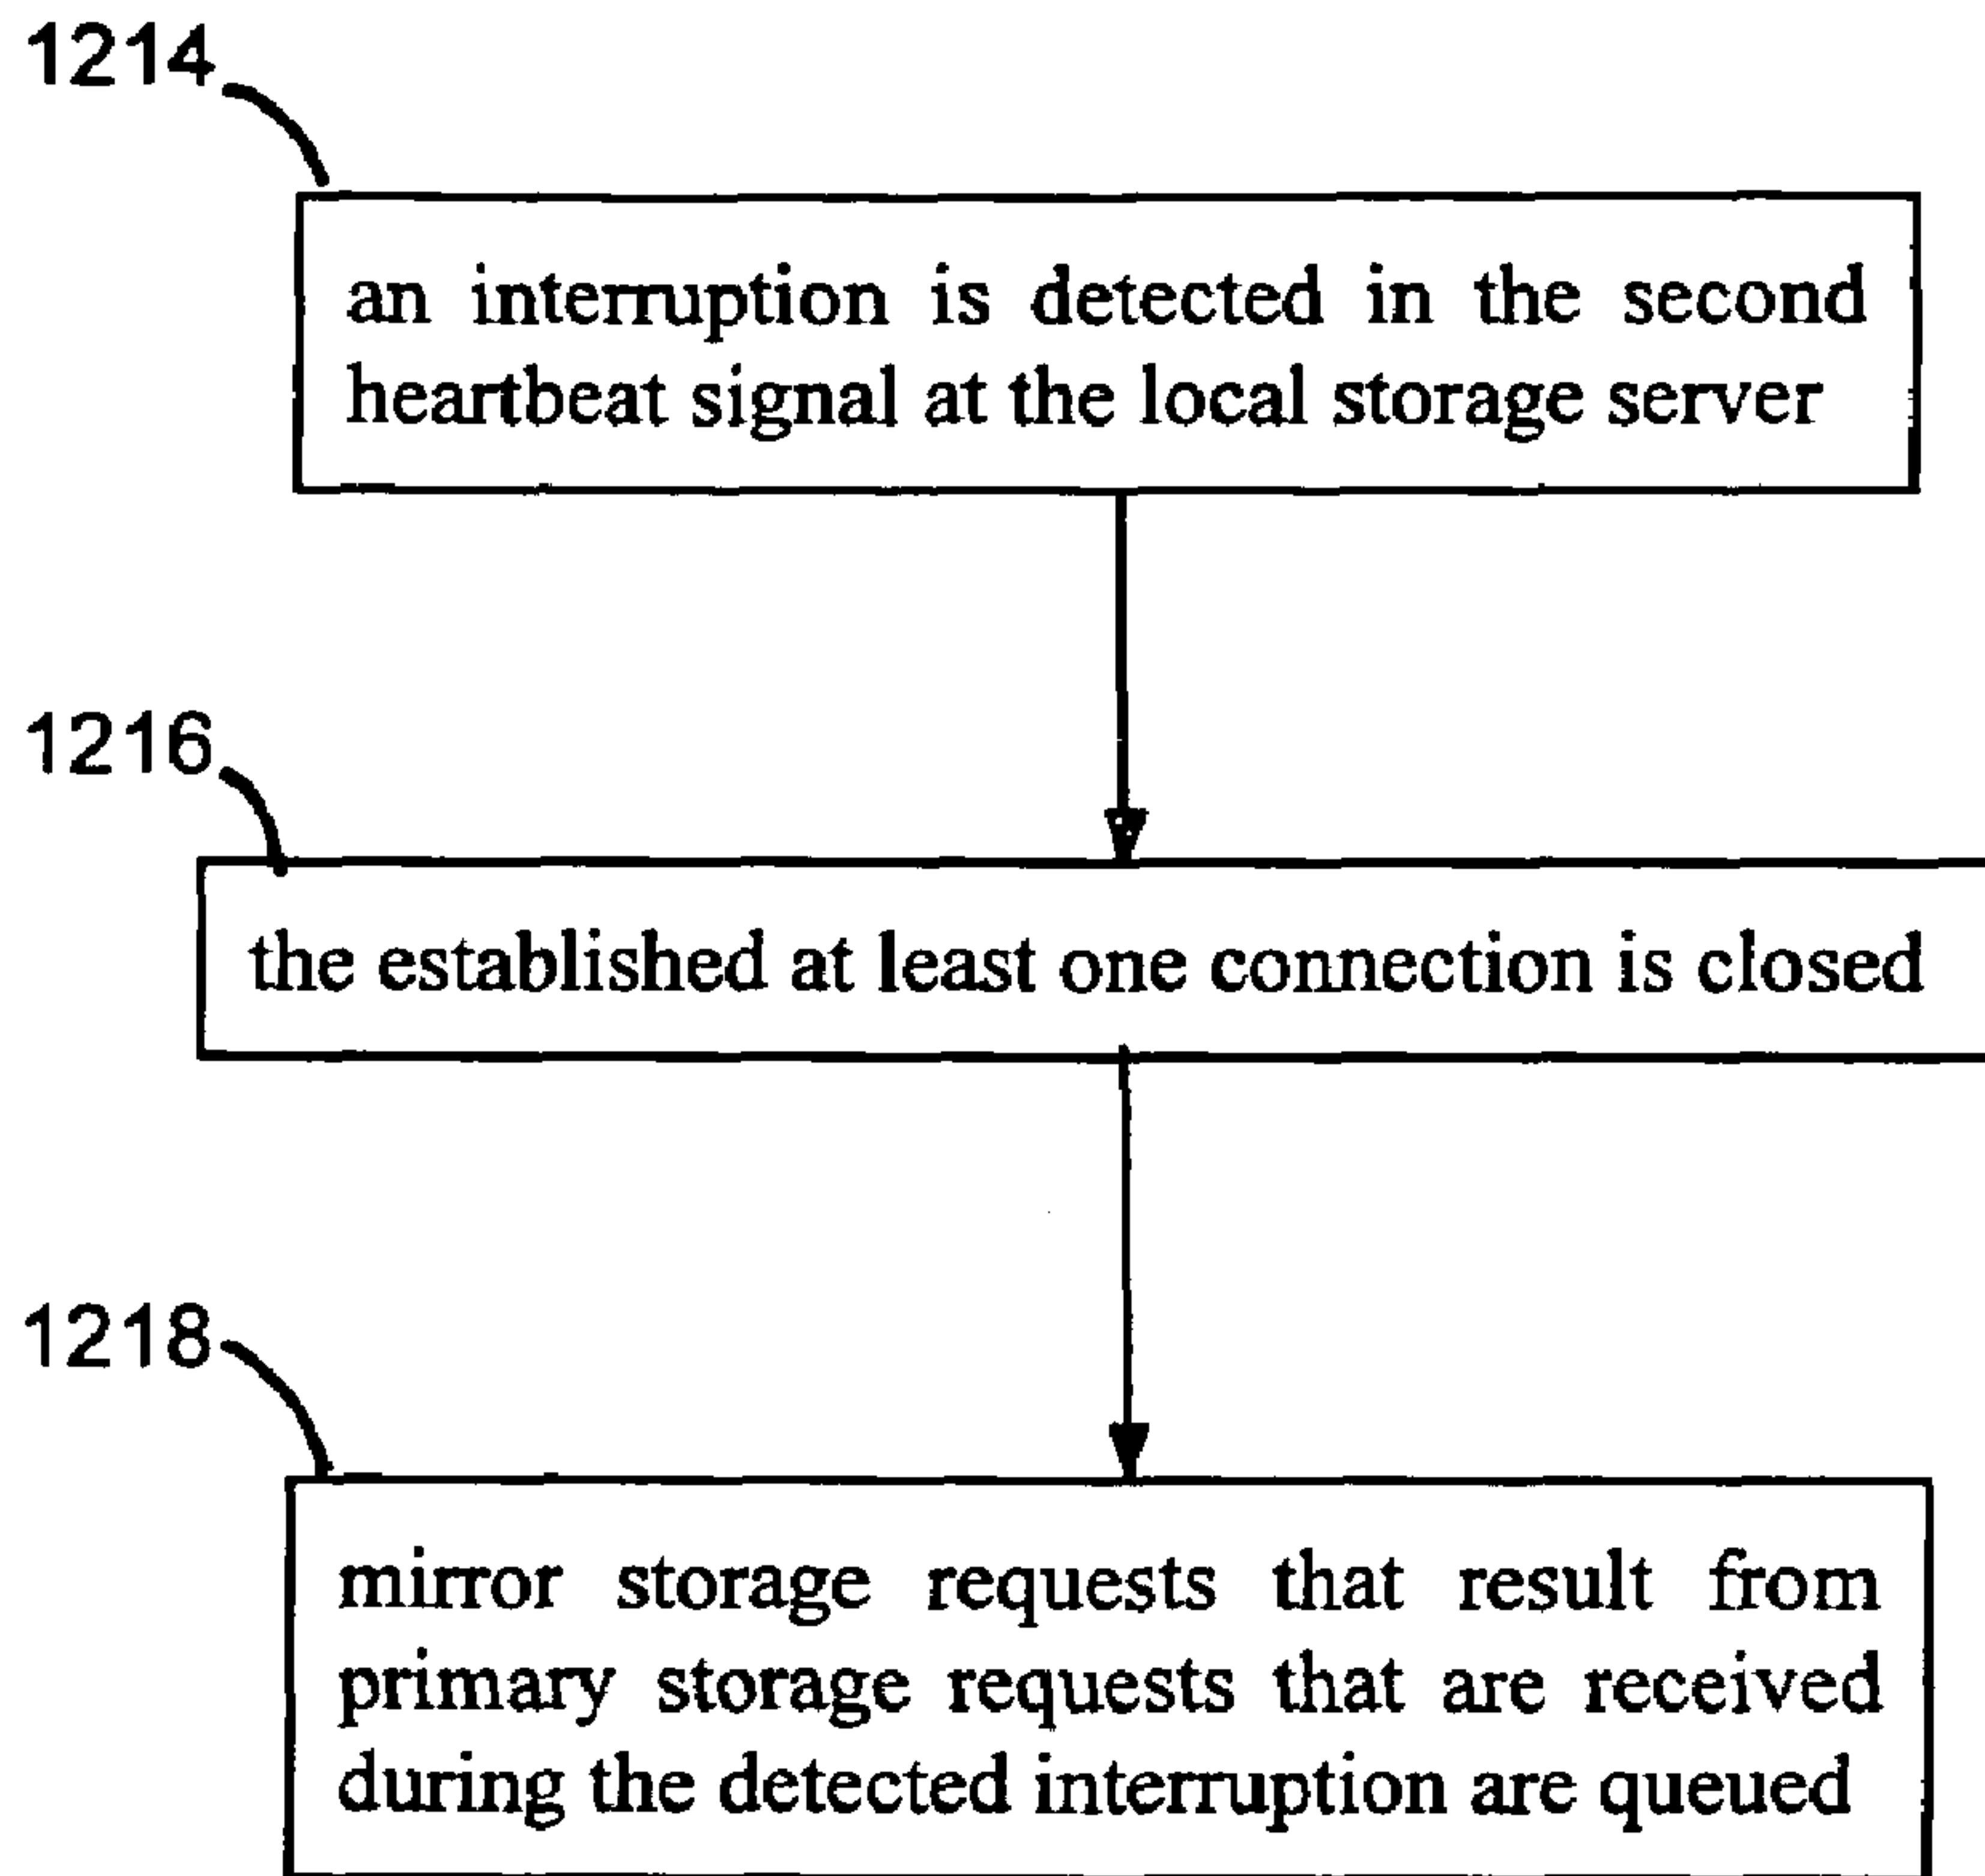 1214
an interruption is detected in the second
heartbeat signal at the local storage server
1216
the established at least one connection is closed
1218
mirror storage requests that result from
primary storage requests that are received
during the detected interruption are queued